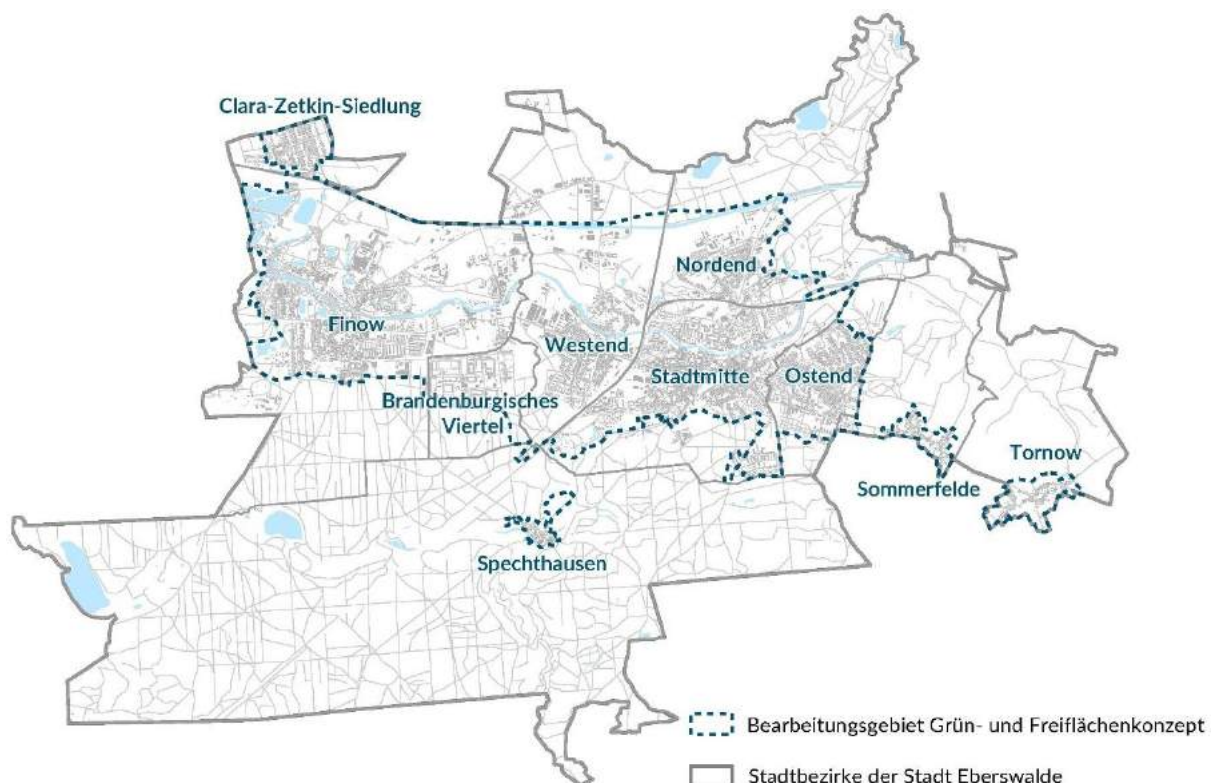 Clara-Zetkin-Siedlung
Nordend
Finow
Westend
Stadtmitte
Ostend
Brandenburgisches
Viertel
Tornow
Sommerfelde
Spechthausen
Bearbeitungsgebiet Grün- und Freiflächenkonzept
Stadtbezirke der Stadt Eberswalde